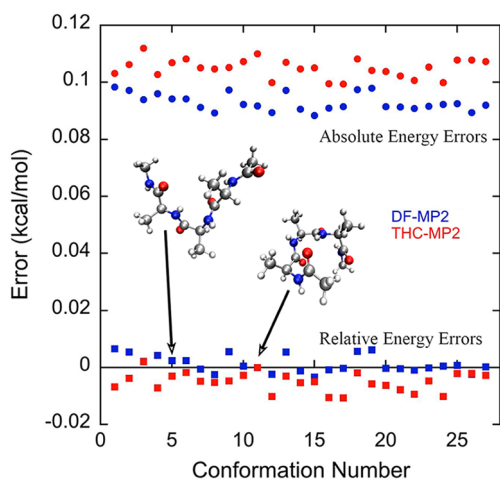 0.12
0.1
0.08
0.06
0.04
0.02
0
-0.02
Error (kcal/mol)
Absolute Energy Errors
DF-MP2
THC-MP2
Relative Energy Errors
0 5 10 15 20 25
Conformation Number